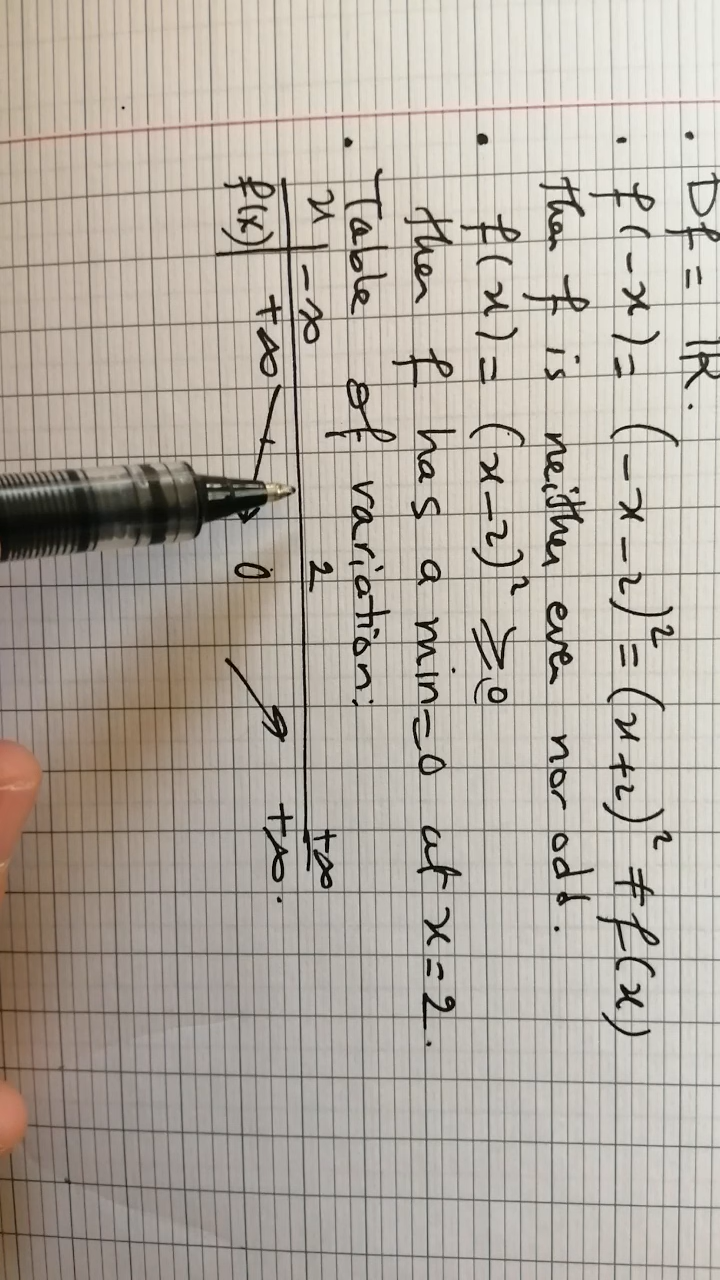 • Df = ℝ.
• f(-x) = (-x-2)² = (x+2)² ≠ f(x)
then f is neither even nor odd.
• f(x) = (x-2)² ≥ 0
then f has a min=0 at x=2.
• Table of variation:
x | -∞ 2 +∞
f(x) | +∞ ↘ 0 ↗ +∞.